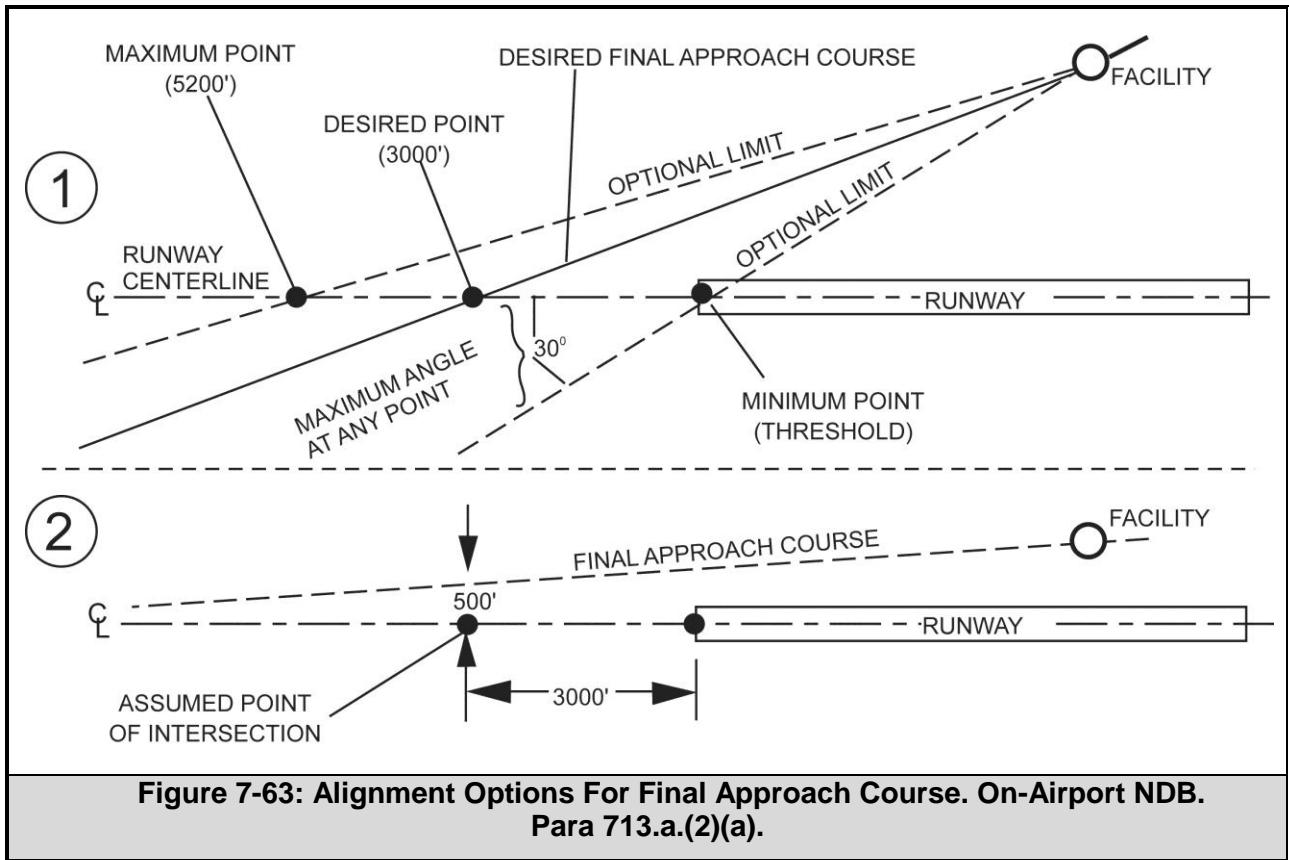 MAXIMUM POINT
(5200')
DESIRED FINAL APPROACH COURSE
FACILITY
DESIRED POINT
(3000')
1
OPTIONAL LIMIT
OPTIONAL LIMIT
RUNWAY
CENTERLINE
℄
RUNWAY
30⁰
MAXIMUM ANGLE
AT ANY POINT
MINIMUM POINT
(THRESHOLD)
2
FACILITY
FINAL APPROACH COURSE
500'
℄
RUNWAY
3000'
ASSUMED POINT
OF INTERSECTION
Figure 7-63: Alignment Options For Final Approach Course. On-Airport NDB.
Para 713.a.(2)(a).